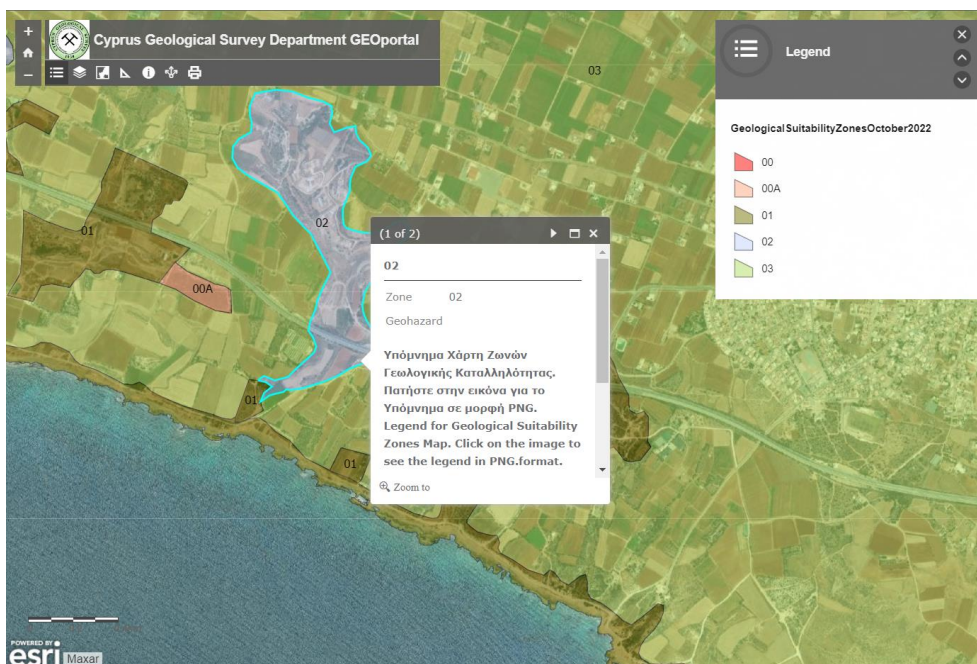 Cyprus Geological Survey Department GEOportal
Legend
GeologicalSuitabilityZonesOctober2022
00
00A
01
02
03
03
02
01
00A
01
01
(1 of 2)
02
Zone 02
Geohazard
Υπόμνημα Χάρτη Ζωνών
Γεωλογικής Καταλληλότητας.
Πατήστε στην εικόνα για το
Υπόμνημα σε μορφή PNG.
Legend for Geological Suitability
Zones Map. Click on the image to
see the legend in PNG.format.
Zoom to
POWERED BY
esri
Maxar